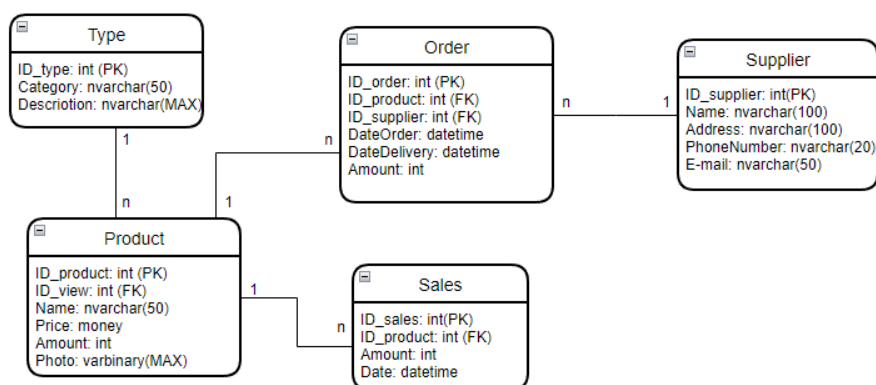 Type
ID_type: int (PK)
Category: nvarchar(50)
Descriotion: nvarchar(MAX)
1
n
Order
ID_order: int (PK)
ID_product: int (FK)
ID_supplier: int (FK)
DateOrder: datetime
DateDelivery: datetime
Amount: int
n
1
Supplier
ID_supplier: int(PK)
Name: nvarchar(100)
Address: nvarchar(100)
PhoneNumber: nvarchar(20)
E-mail: nvarchar(50)
n
1
Product
ID_product: int (PK)
ID_view: int (FK)
Name: nvarchar(50)
Price: money
Amount: int
Photo: varbinary(MAX)
1
n
Sales
ID_sales: int(PK)
ID_product: int (FK)
Amount: int
Date: datetime